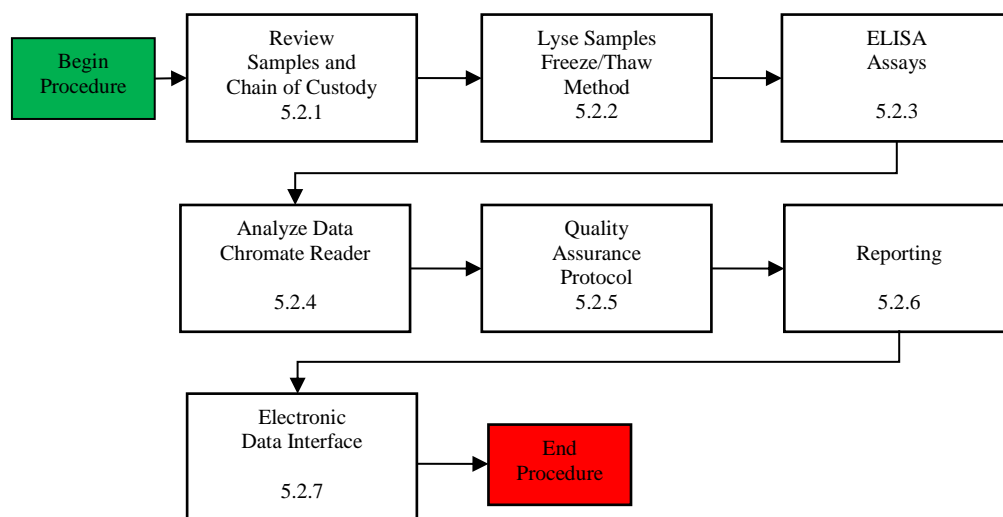 Begin
Procedure
Review
Samples and
Chain of Custody
5.2.1
Lyse Samples
Freeze/Thaw
Method
5.2.2
ELISA
Assays
5.2.3
Analyze Data
Chromate Reader
5.2.4
Quality
Assurance
Protocol
5.2.5
Reporting
5.2.6
Electronic
Data Interface
5.2.7
End
Procedure